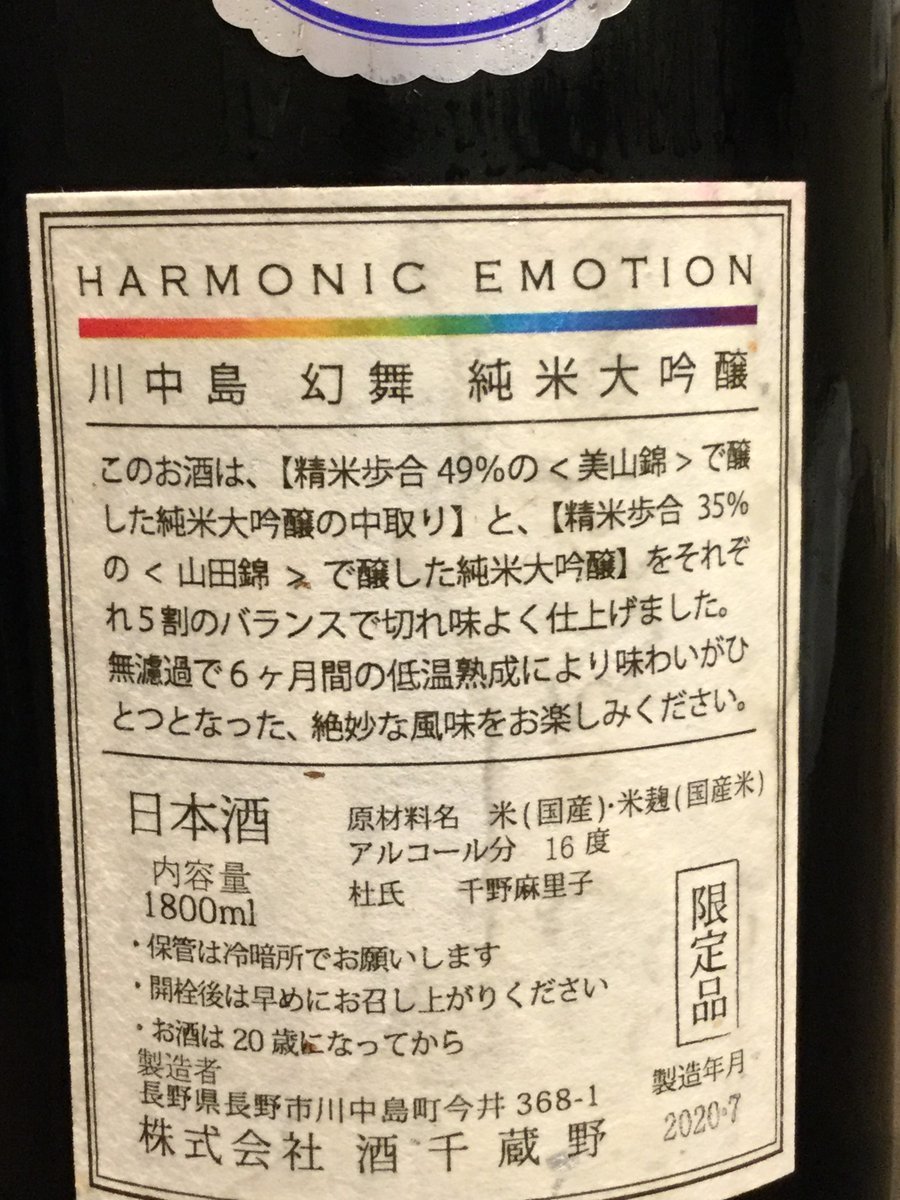 HARMONIC EMOTION
川中島 幻舞 純米大吟醸
このお酒は、【精米歩合 49%の＜美山錦＞で醸
した純米大吟醸の中取り】と、【精米歩合 35%
の＜山田錦＞で醸した純米大吟醸】をそれぞ
れ5割のバランスで切れ味よく仕上げました。
無濾過で6ヶ月間の低温熟成により味わいがひ
とつとなった、絶妙な風味をお楽しみください。
日本酒
内容量
1800ml
原材料名 米(国産)・米麹(国産米)
アルコール分 16度
杜氏 千野麻里子
限定品
・保管は冷暗所でお願いします
・開栓後は早めにお召し上がりください
・お酒は20歳になってから
製造者
長野県長野市川中島町今井 368-1
株式会社 酒千蔵野
製造年月
2020・7